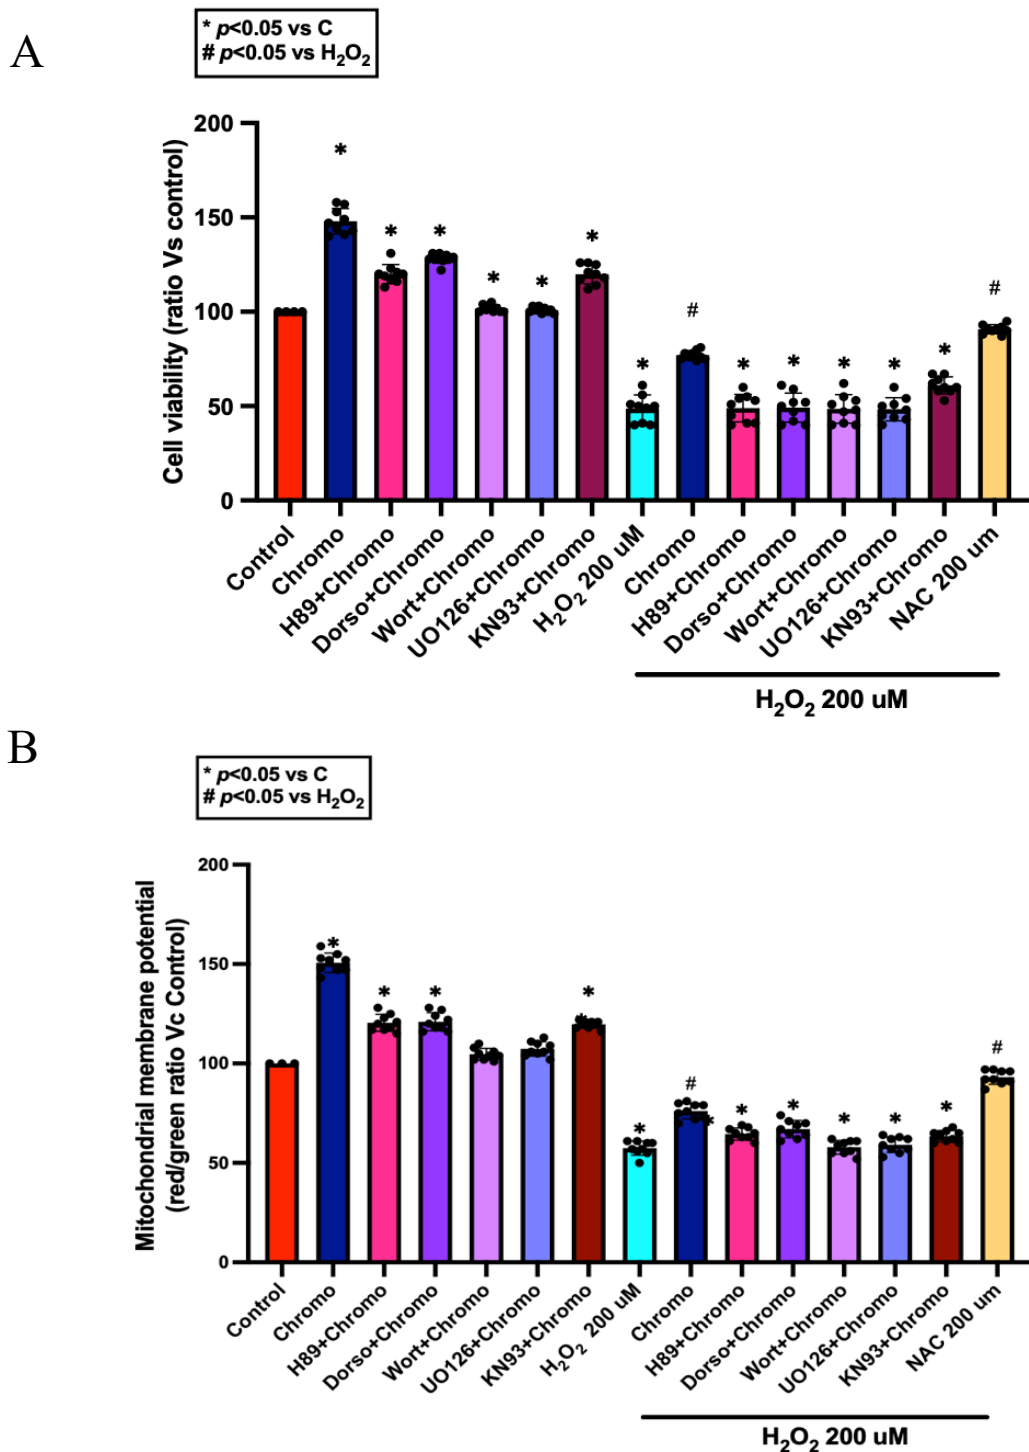 A
* p<0.05 vs C
# p<0.05 vs H₂O₂
Cell viability (ratio Vs control)
200
150
100
50
0
*
*
*
*
*
*
*
#
*
*
*
*
*
#
Control
Chromo
H89+Chromo
Dorso+Chromo
Wort+Chromo
UO126+Chromo
KN93+Chromo
H₂O₂ 200 uM
Chromo
H89+Chromo
Dorso+Chromo
Wort+Chromo
UO126+Chromo
KN93+Chromo
NAC 200 um
H₂O₂ 200 uM
B
* p<0.05 vs C
# p<0.05 vs H₂O₂
Mitochondrial membrane potential
(red/green ratio Vc Control)
200
150
100
50
0
*
*
*
*
*
*
#
*
*
*
*
*
*
#
Control
Chromo
H89+Chromo
Dorso+Chromo
Wort+Chromo
UO126+Chromo
KN93+Chromo
H₂O₂ 200 uM
Chromo
H89+Chromo
Dorso+Chromo
Wort+Chromo
UO126+Chromo
KN93+Chromo
NAC 200 um
H₂O₂ 200 uM